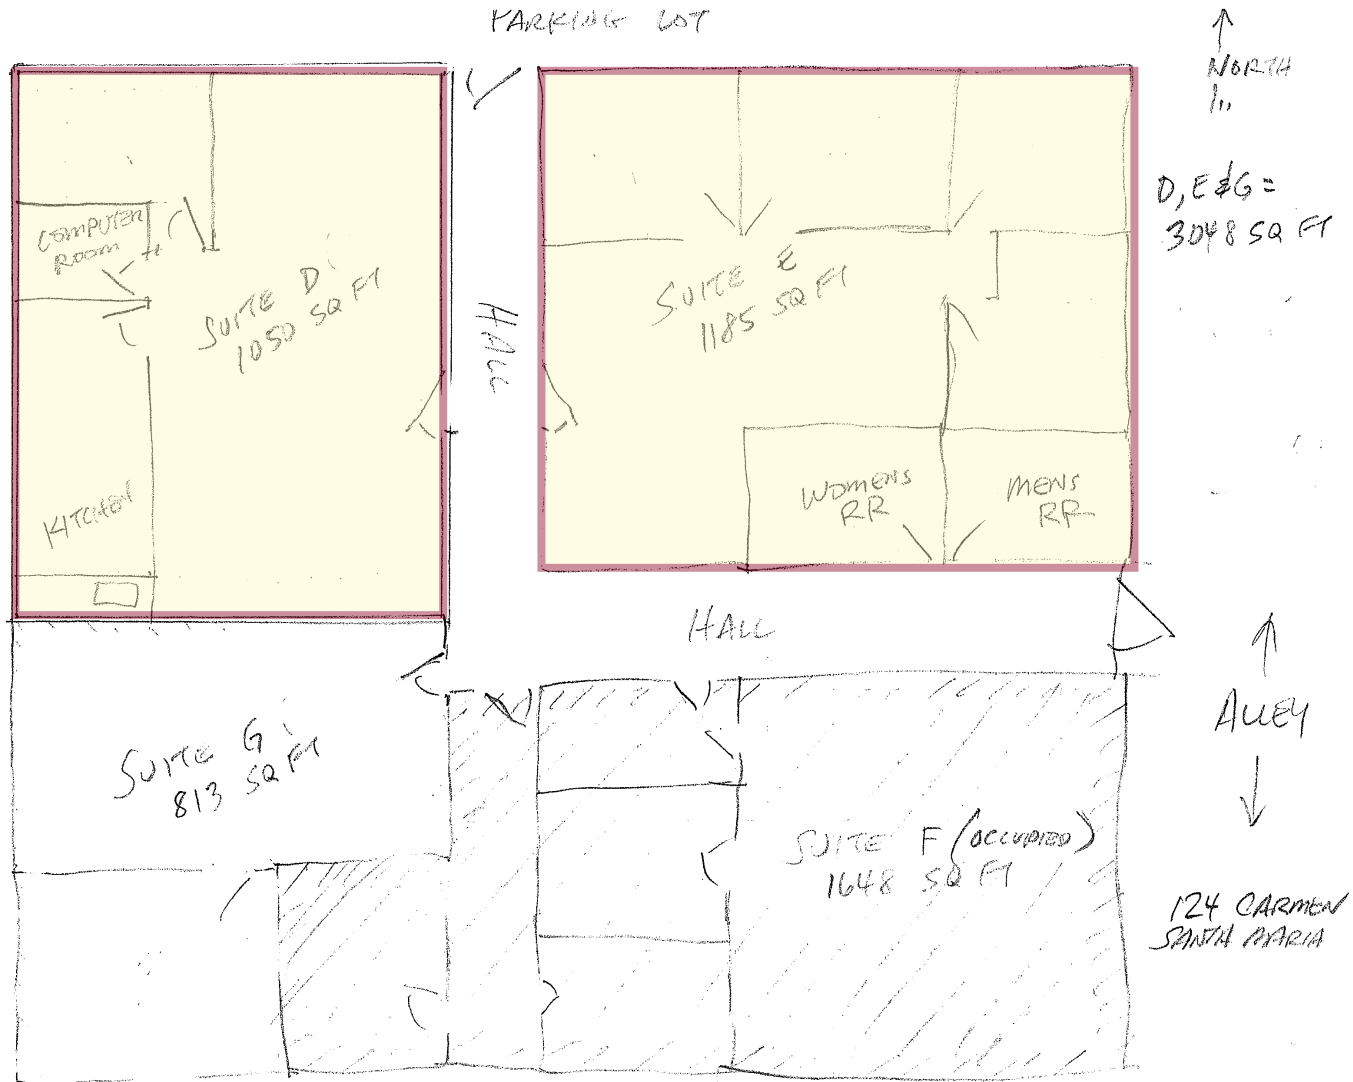 PARKING LOT
NORTH
D, E & G =
3048 SQ FT
COMPUTER
ROOM
SUITE D
1050 SQ FT
HALL
SUITE E
1185 SQ FT
KITCHEN
WOMENS
RR
MENS
RR
HALL
SUITE G
813 SQ FT
ALLEY
SUITE F (OCCUPIED)
1648 SQ FT
124 CARMEN
SANTA MARIA